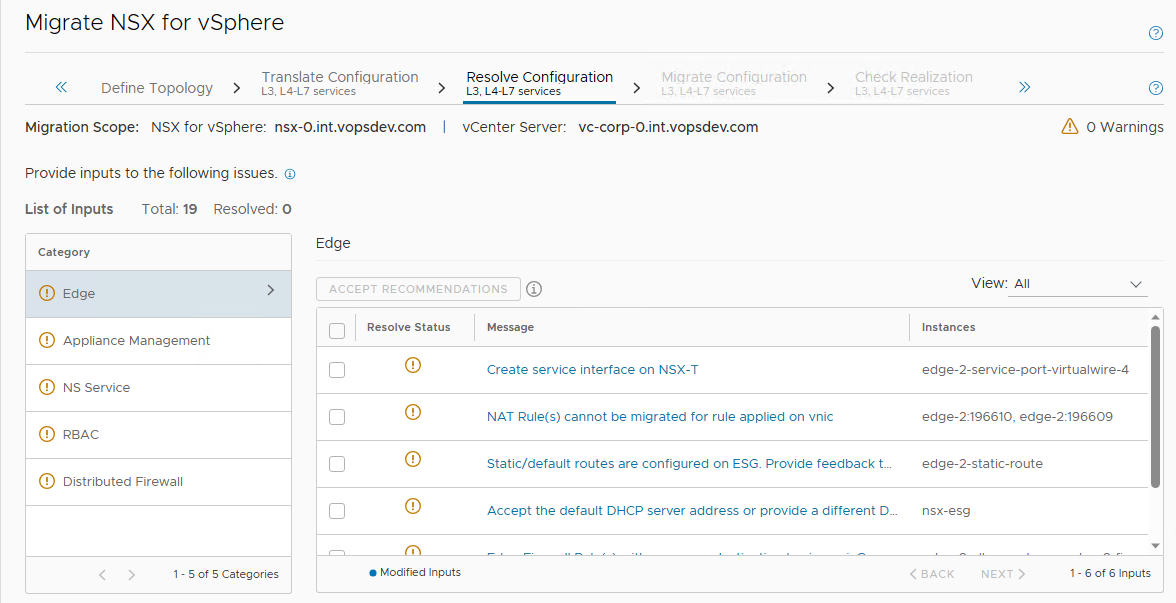 Migrate NSX for vSphere
Define Topology
Translate Configuration
L3, L4-L7 services
Resolve Configuration
L3, L4-L7 services
Migrate Configuration
L3, L4-L7 services
Check Realization
L3, L4-L7 services
Migration Scope: NSX for vSphere: nsx-0.int.vopsdev.com | vCenter Server: vc-corp-0.int.vopsdev.com
0 Warnings
Provide inputs to the following issues.
List of Inputs Total: 19 Resolved: 0
Category
Edge
Appliance Management
NS Service
RBAC
Distributed Firewall
1 - 5 of 5 Categories
Edge
ACCEPT RECOMMENDATIONS
View: All
Resolve Status Message Instances
Create service interface on NSX-T edge-2-service-port-virtualwire-4
NAT Rule(s) cannot be migrated for rule applied on vnic edge-2:196610, edge-2:196609
Static/default routes are configured on ESG. Provide feedback t... edge-2-static-route
Accept the default DHCP server address or provide a different D... nsx-esg
Modified Inputs
BACK NEXT 1 - 6 of 6 Inputs